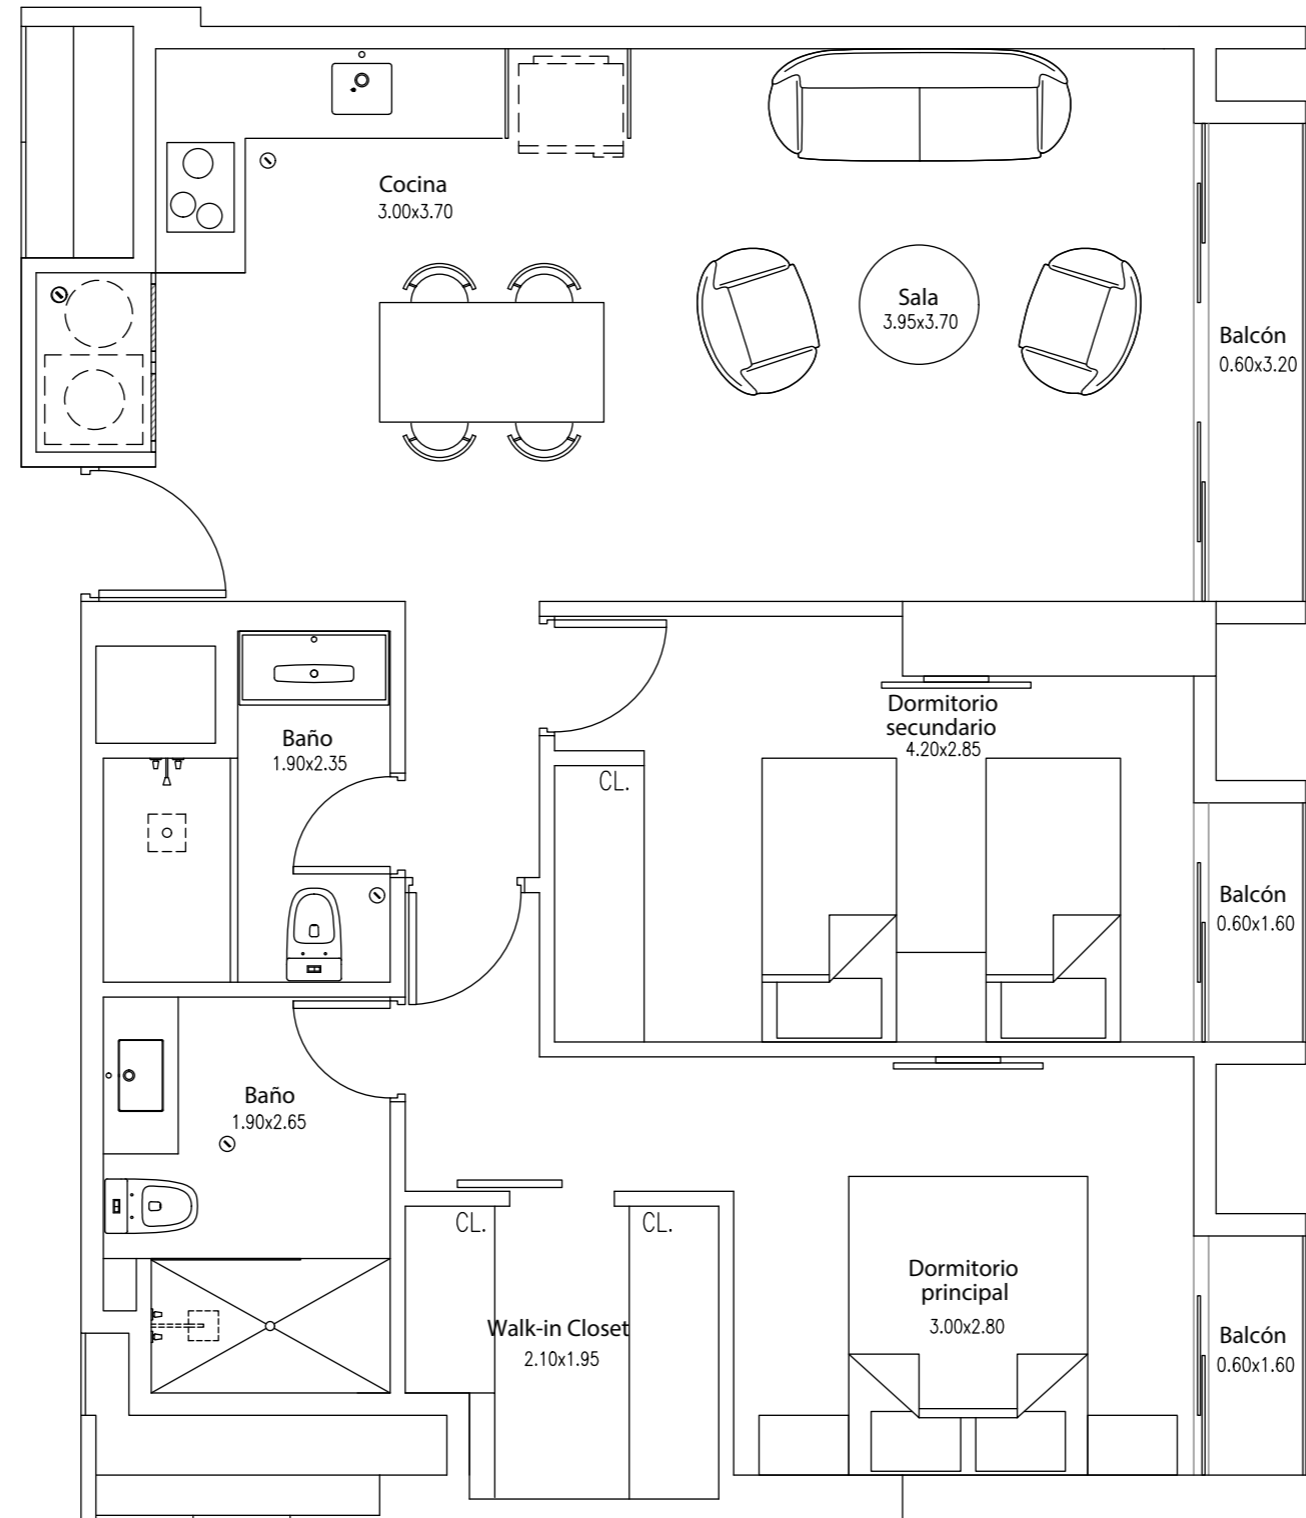 Cocina
3.00x3.70
Sala
3.95x3.70
Balcón
0.60x3.20
Dormitorio
secundario
4.20x2.85
Baño
1.90x2.35
CL.
Balcón
0.60x1.60
Baño
1.90x2.65
CL.
CL.
Dormitorio
principal
3.00x2.80
Walk-in Closet
2.10x1.95
Balcón
0.60x1.60